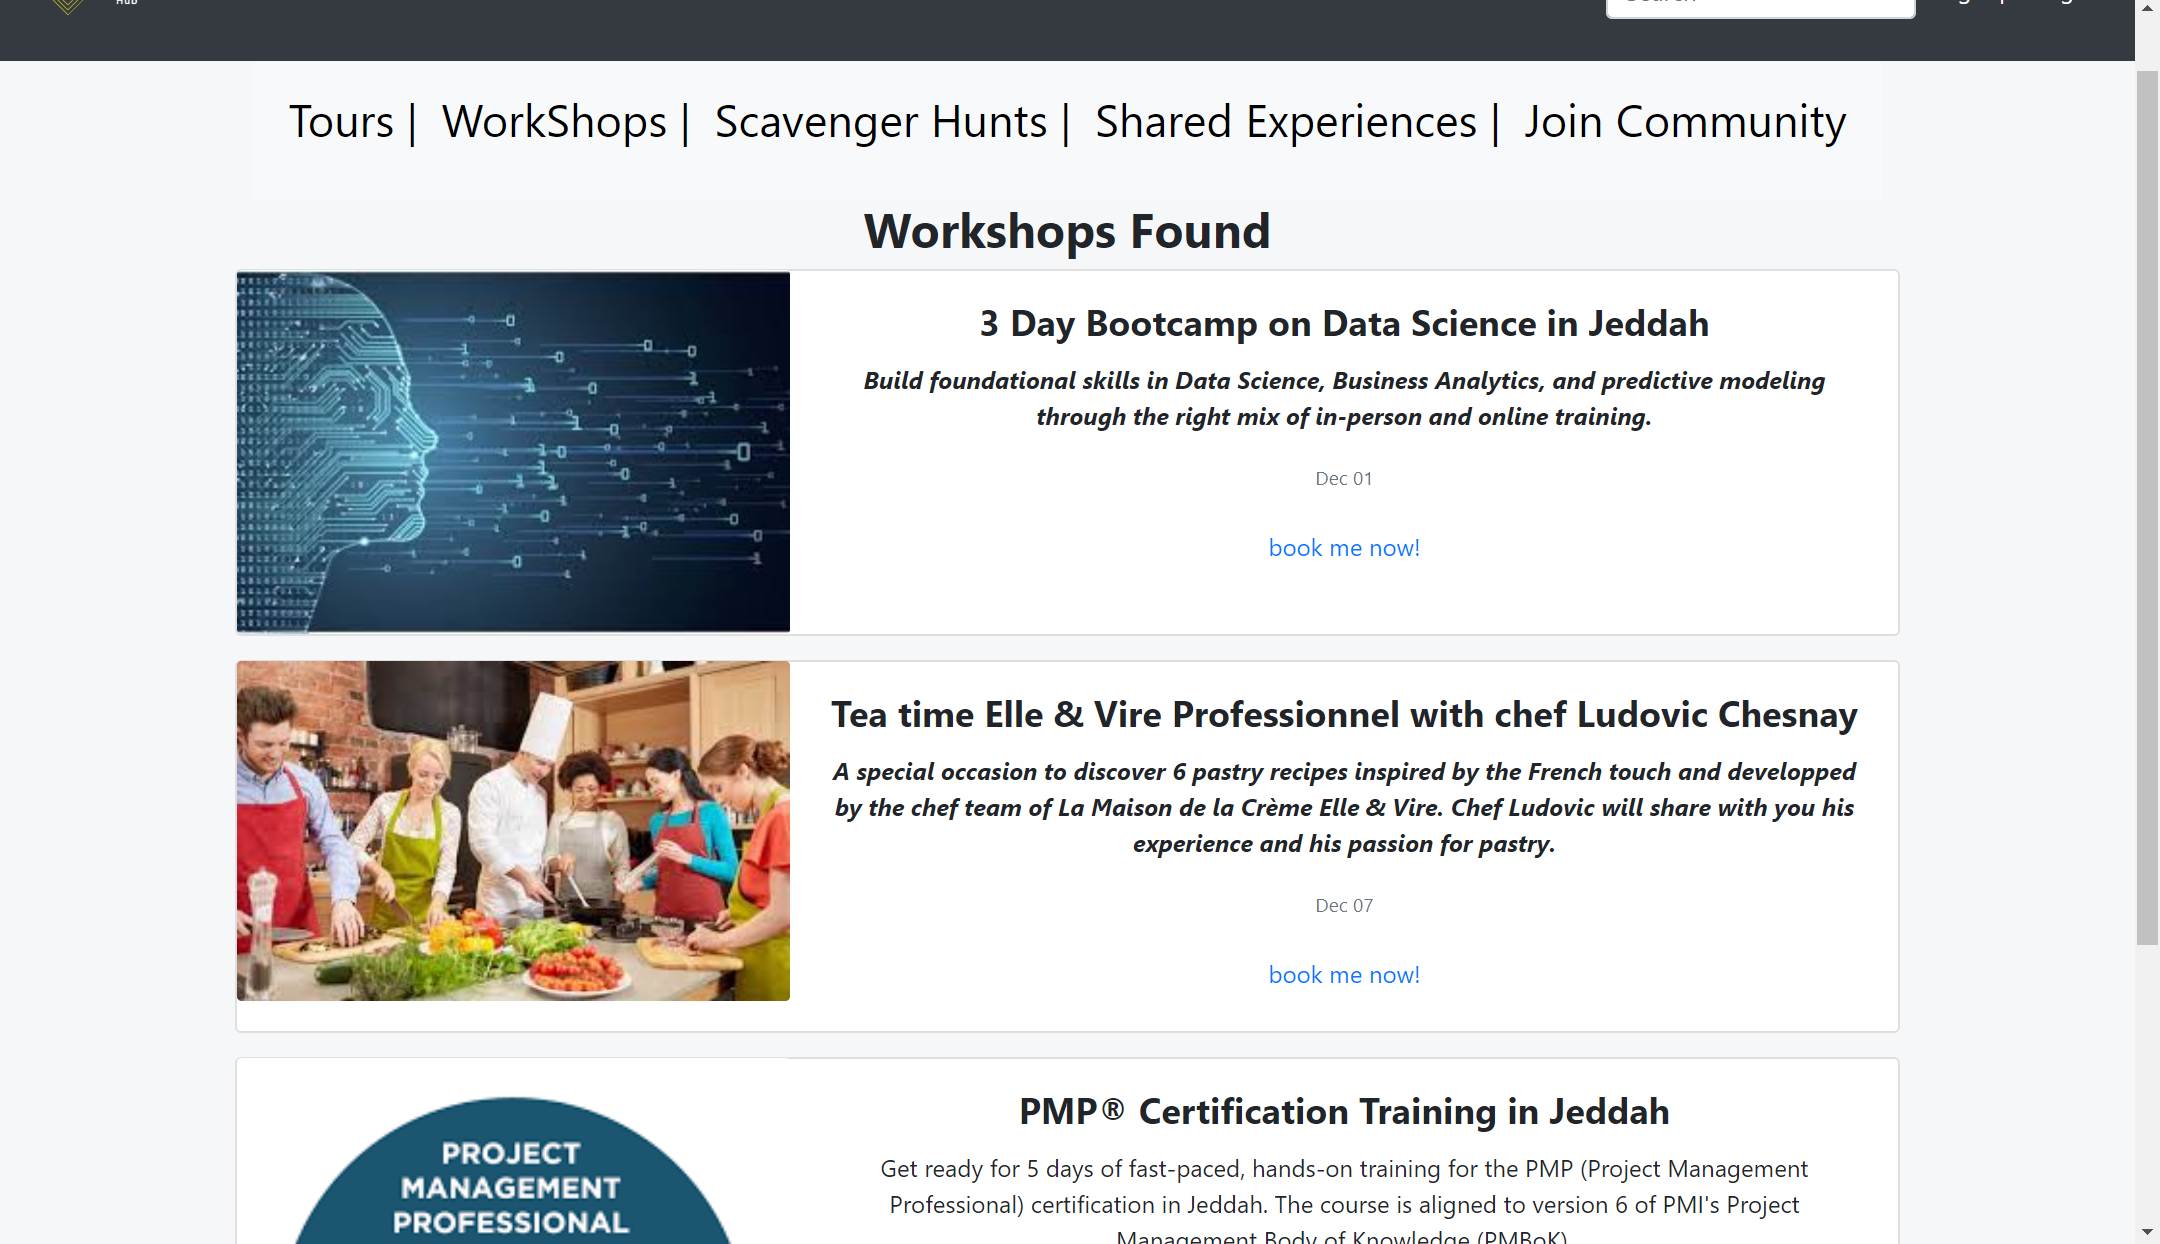 HUB
Tours | WorkShops | Scavenger Hunts | Shared Experiences | Join Community
Workshops Found
3 Day Bootcamp on Data Science in Jeddah
Build foundational skills in Data Science, Business Analytics, and predictive modeling
through the right mix of in-person and online training.
Dec 01
book me now!
Tea time Elle & Vire Professionnel with chef Ludovic Chesnay
A special occasion to discover 6 pastry recipes inspired by the French touch and developped
by the chef team of La Maison de la Crème Elle & Vire. Chef Ludovic will share with you his
experience and his passion for pastry.
Dec 07
book me now!
PROJECT
MANAGEMENT
PROFESSIONAL
PMP® Certification Training in Jeddah
Get ready for 5 days of fast-paced, hands-on training for the PMP (Project Management
Professional) certification in Jeddah. The course is aligned to version 6 of PMI's Project
Management Body of Knowledge (PMBoK)